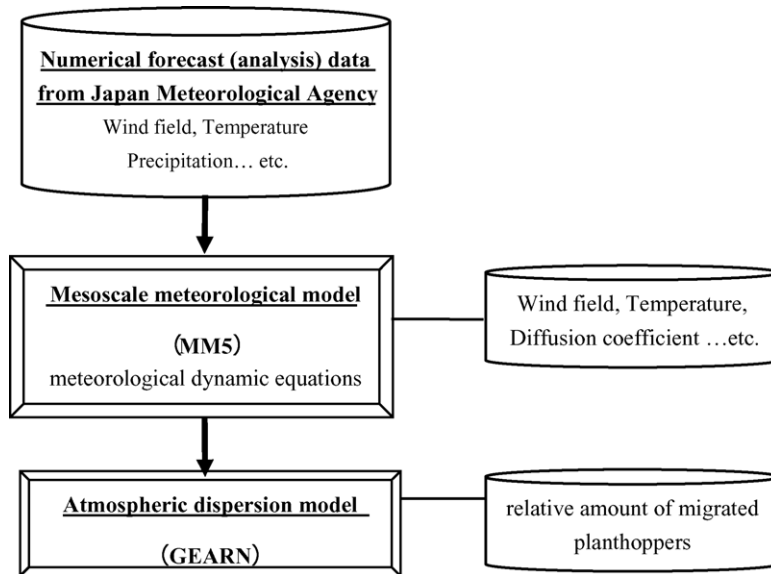 Numerical forecast (analysis) data
from Japan Meteorological Agency
Wind field, Temperature
Precipitation… etc.
Mesoscale meteorological model
(MM5)
meteorological dynamic equations
Wind field, Temperature,
Diffusion coefficient …etc.
Atmospheric dispersion model
(GEARN)
relative amount of migrated
planthoppers